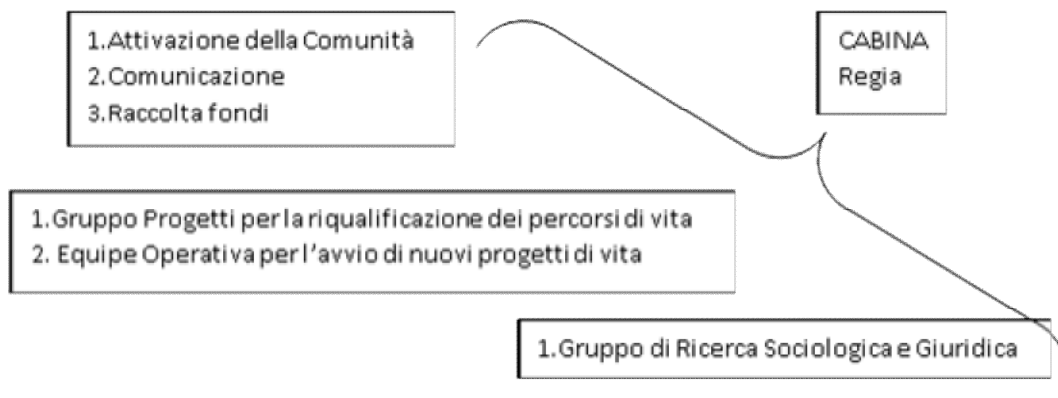 1.Attivazione della Comunità
2.Comunicazione
3.Raccolta fondi
CABINA
Regia
1.Gruppo Progetti per la riqualificazione dei percorsi di vita
2. Equipe Operativa per l'avvio di nuovi progetti di vita
1.Gruppo di Ricerca Sociologica e Giuridica